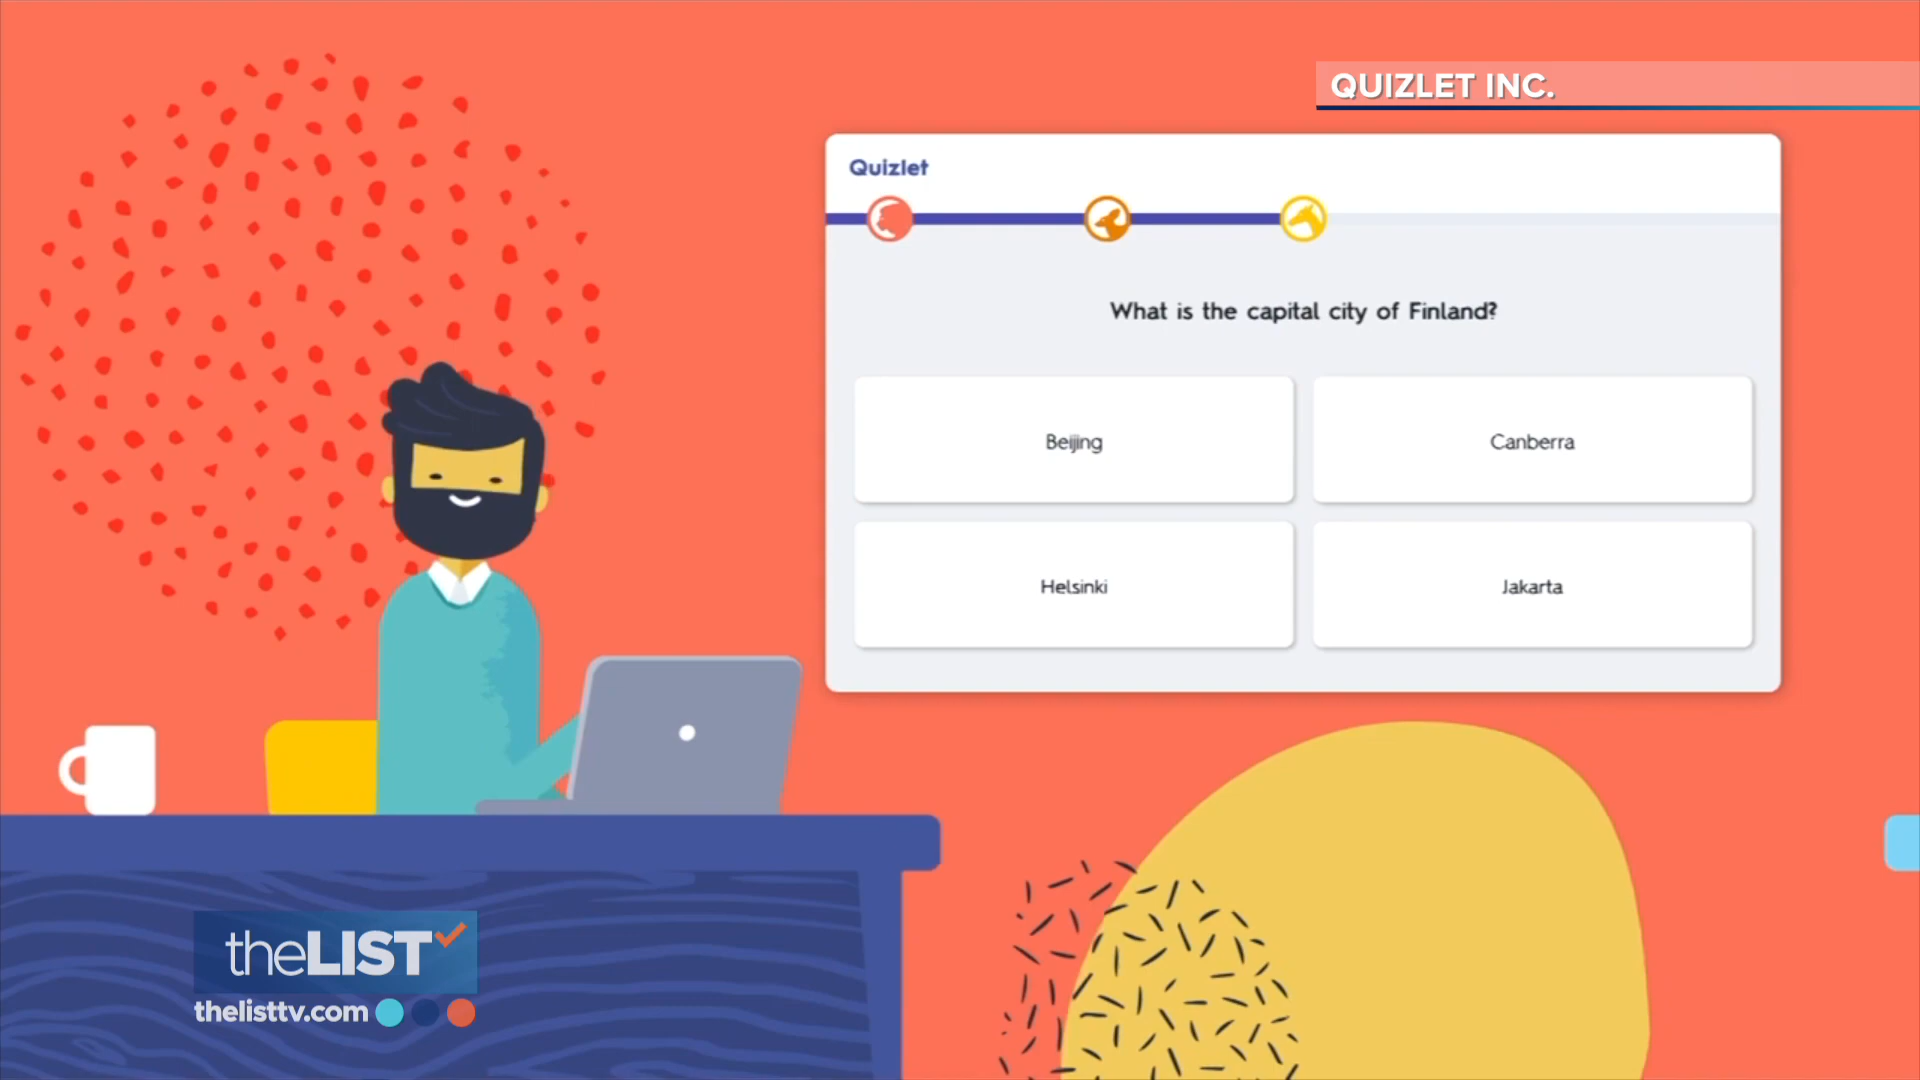 QUIZLET INC.
Quizlet
What is the capital city of Finland?
Beijing
Canberra
Helsinki
Jakarta
theLIST
thelisttv.com